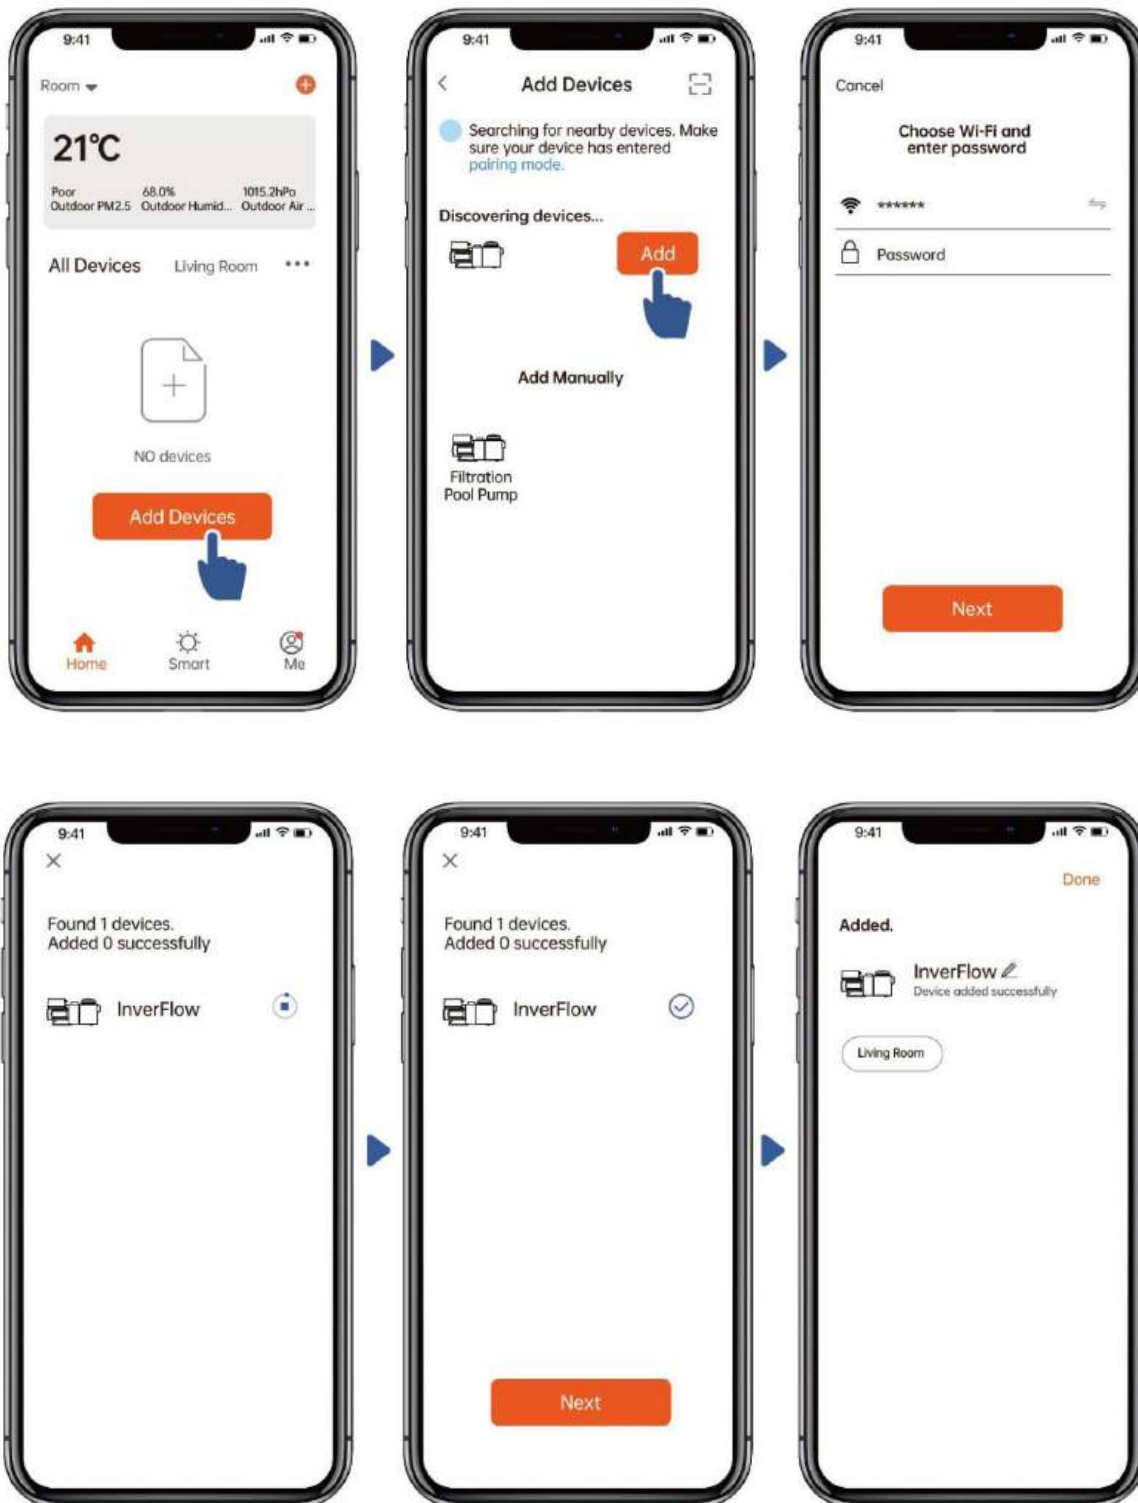 9:41
Room
21℃
Poor 68.0% 1015.2hPa
Outdoor PM2.5 Outdoor Humid... Outdoor Air ...
All Devices Living Room •••
NO devices
Add Devices
Home Smart Me
9:41
Add Devices
Searching for nearby devices. Make
sure your device has entered
pairing mode.
Discovering devices...
Add
Add Manually
Filtration
Pool Pump
9:41
Cancel
Choose Wi-Fi and
enter password
******
Password
Next
9:41
Found 1 devices.
Added 0 successfully
InverFlow
9:41
Found 1 devices.
Added 0 successfully
InverFlow
Next
9:41
Done
Added.
InverFlow
Device added successfully
Living Room